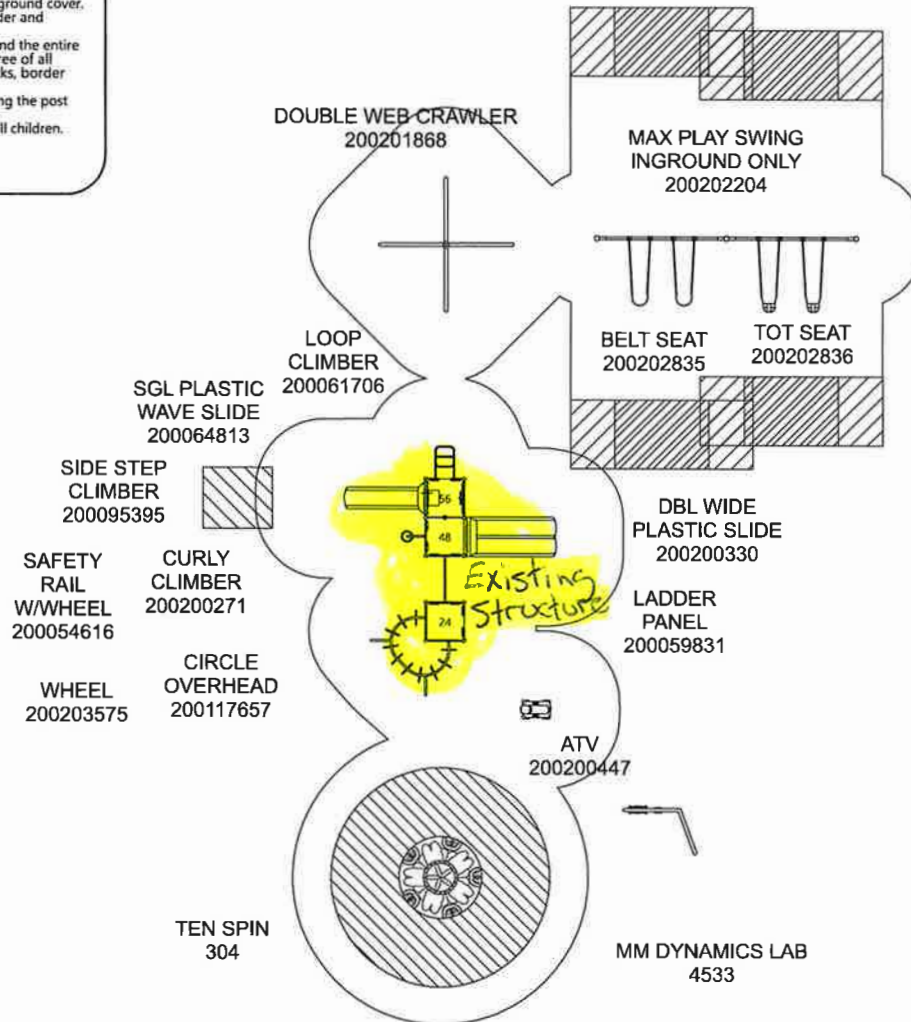 ground cover.
der and
nd the entire
ree of all
ks, border
ng the post
ll children.
DOUBLE WEB CRAWLER
200201868
MAX PLAY SWING
INGROUND ONLY
200202204
BELT SEAT
200202835
TOT SEAT
200202836
LOOP
CLIMBER
200061706
SGL PLASTIC
WAVE SLIDE
200064813
SIDE STEP
CLIMBER
200095395
56
48
DBL WIDE
PLASTIC SLIDE
200200330
SAFETY
RAIL
W/WHEEL
200054616
CURLY
CLIMBER
200200271
Existing
Structure
24
LADDER
PANEL
200059831
WHEEL
200203575
CIRCLE
OVERHEAD
200117657
ATV
200200447
TEN SPIN
304
MM DYNAMICS LAB
4533